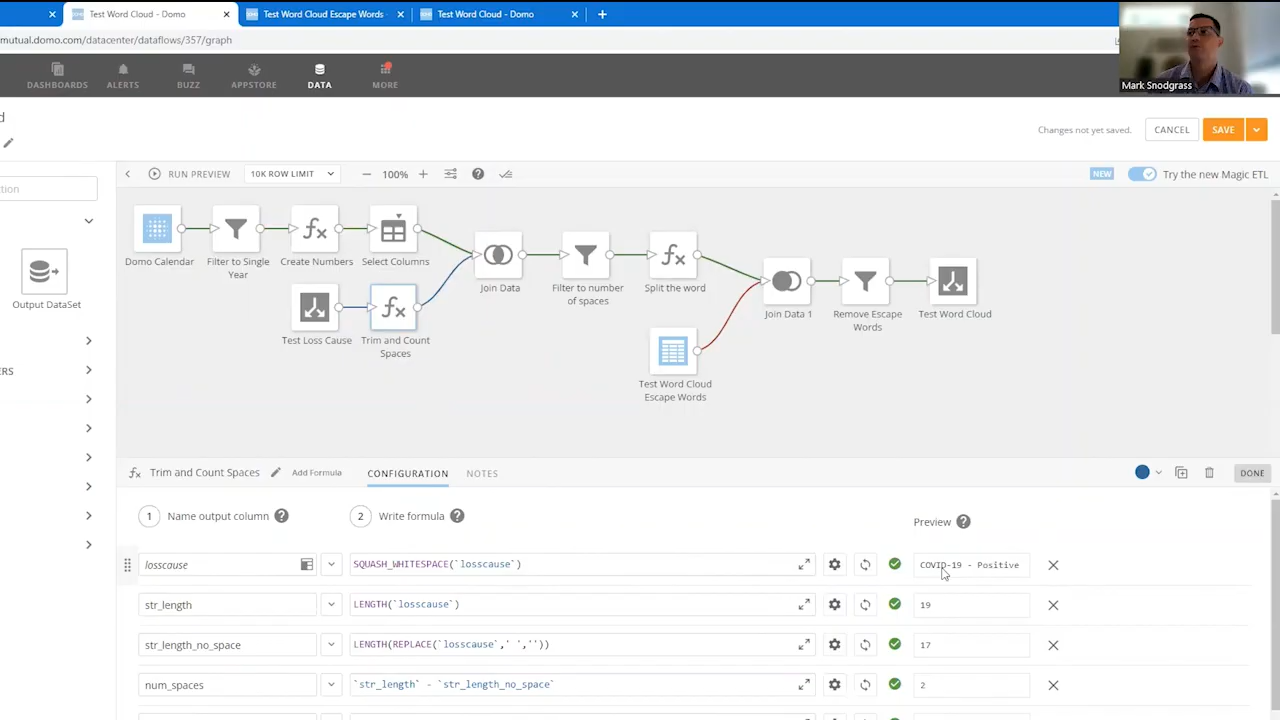 Test Word Cloud - Domo
Test Word Cloud Escape Words
Test Word Cloud - Domo
mutual.domo.com/datacenter/dataflows/357/graph
Mark Snodgrass
DASHBOARDS
ALERTS
BUZZ
APPSTORE
DATA
MORE
d
Changes not yet saved.
CANCEL
SAVE
RUN PREVIEW
10K ROW LIMIT
100%
NEW
Try the new Magic ETL
ction
Domo Calendar
Filter to Single
Year
Create Numbers
Select Columns
Join Data
Filter to number
of spaces
Split the word
Join Data 1
Remove Escape
Words
Test Word Cloud
Output DataSet
Test Loss Cause
Trim and Count
Spaces
Test Word Cloud
Escape Words
ERS
Trim and Count Spaces
Add Formula
CONFIGURATION
NOTES
DONE
1 Name output column
2 Write formula
Preview
losscause
SQUASH_WHITESPACE(`losscause`)
COVID-19 - Positive
str_length
LENGTH(`losscause`)
19
str_length_no_space
LENGTH(REPLACE(`losscause`,' ',''))
17
num_spaces
`str_length` - `str_length_no_space`
2